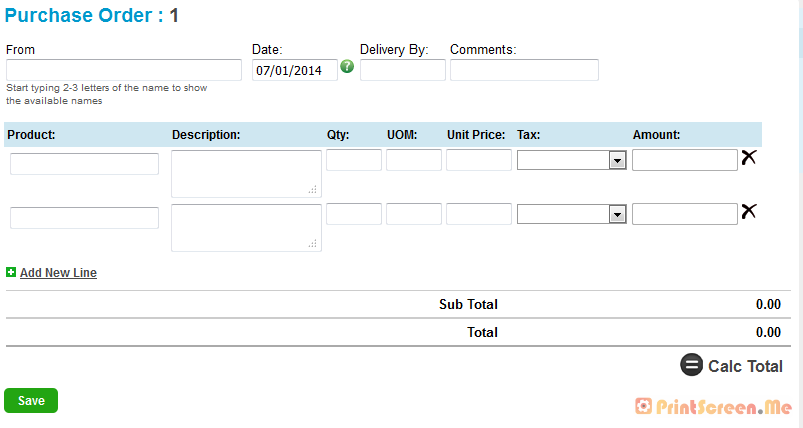 Purchase Order : 1
From Date: Delivery By: Comments:
07/01/2014 ?
Start typing 2-3 letters of the name to show
the available names
Product: Description: Qty: UOM: Unit Price: Tax: Amount:
Add New Line
Sub Total 0.00
Total 0.00
Calc Total
Save
PrintScreen.Me